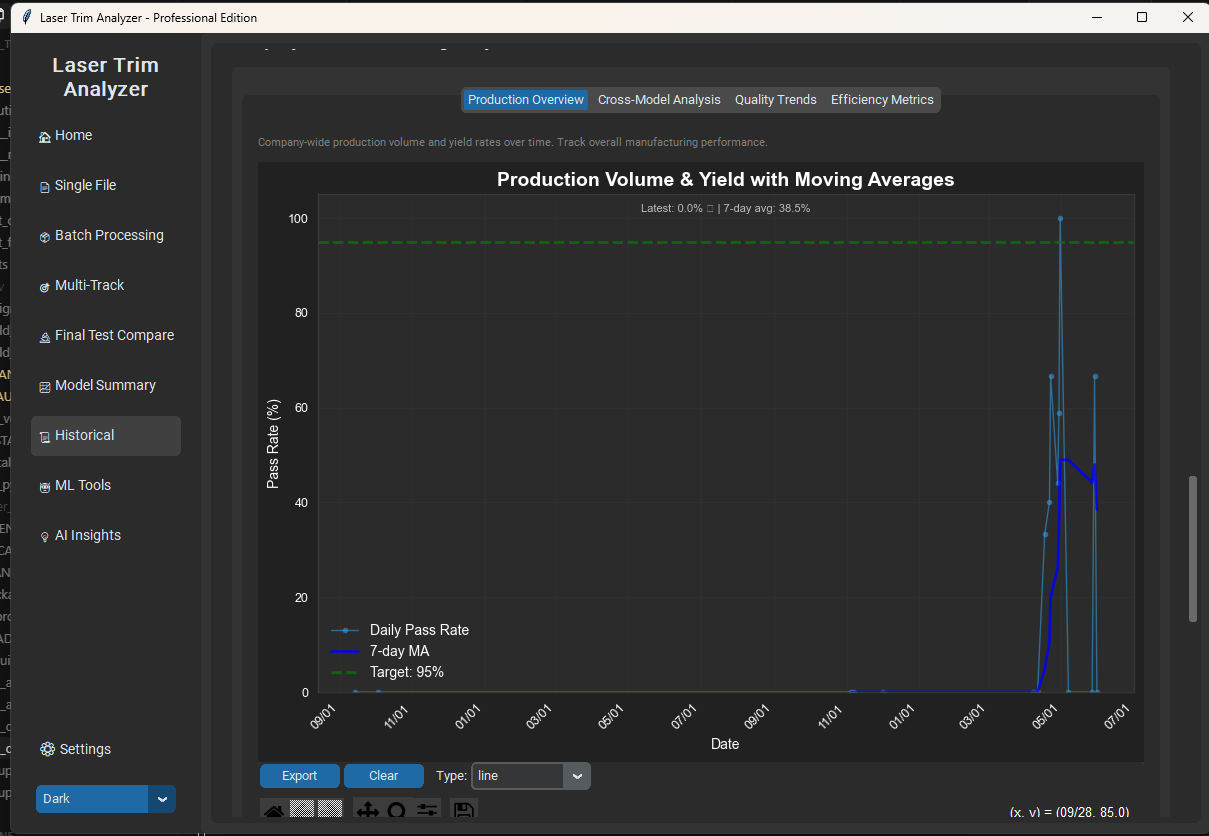 Laser Trim Analyzer - Professional Edition
Laser Trim
Analyzer
Home
Single File
Batch Processing
Multi-Track
Final Test Compare
Model Summary
Historical
ML Tools
AI Insights
Settings
Dark
Production Overview Cross-Model Analysis Quality Trends Efficiency Metrics
Company-wide production volume and yield rates over time. Track overall manufacturing performance.
Production Volume & Yield with Moving Averages
Latest: 0.0% □ | 7-day avg: 38.5%
100
80
60
40
20
0
Pass Rate (%)
Daily Pass Rate
7-day MA
Target: 95%
09/01 11/01 01/01 03/01 05/01 07/01 09/01 11/01 01/01 03/01 05/01 07/01
Date
Export Clear Type: line
(x, y) = (09/28, 85.0)